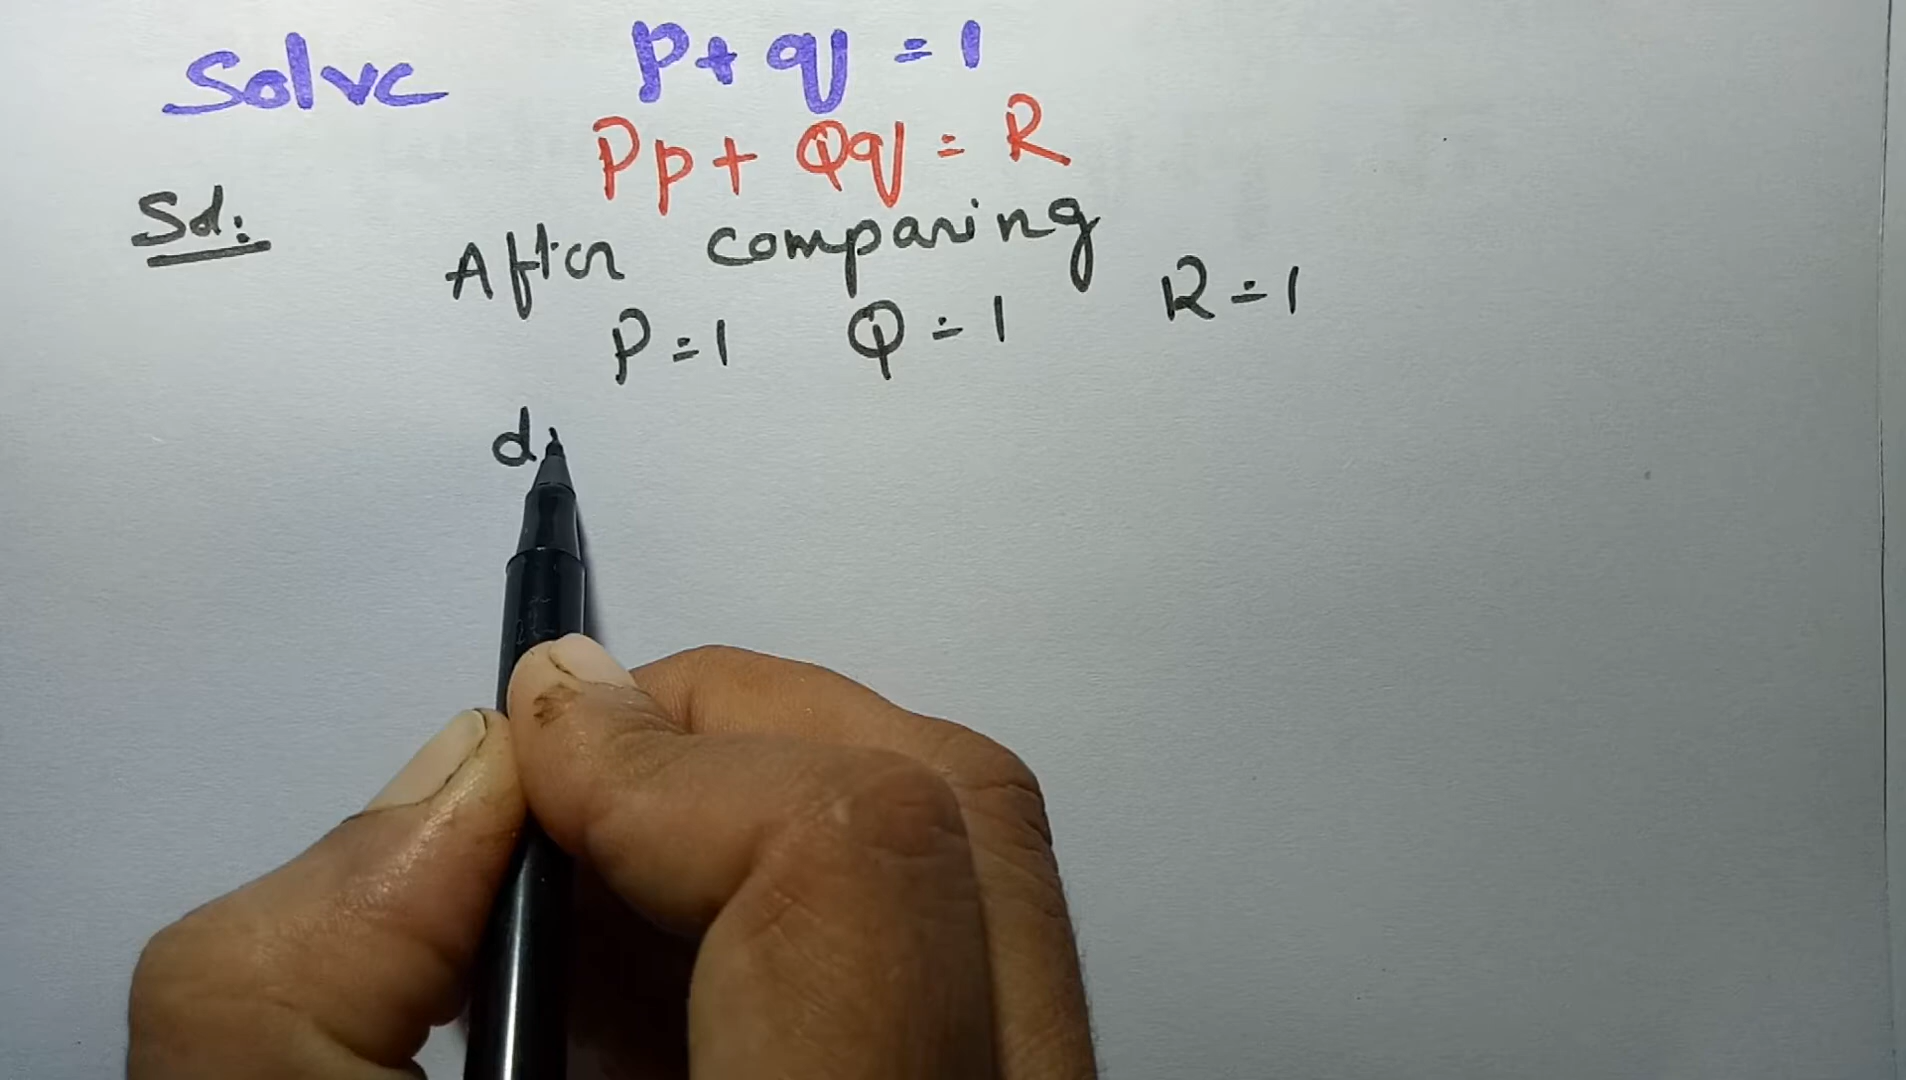 Solve p + q = 1
Pp + Qq = R
Sol:
After comparing
P = 1 Q = 1 R = 1
d